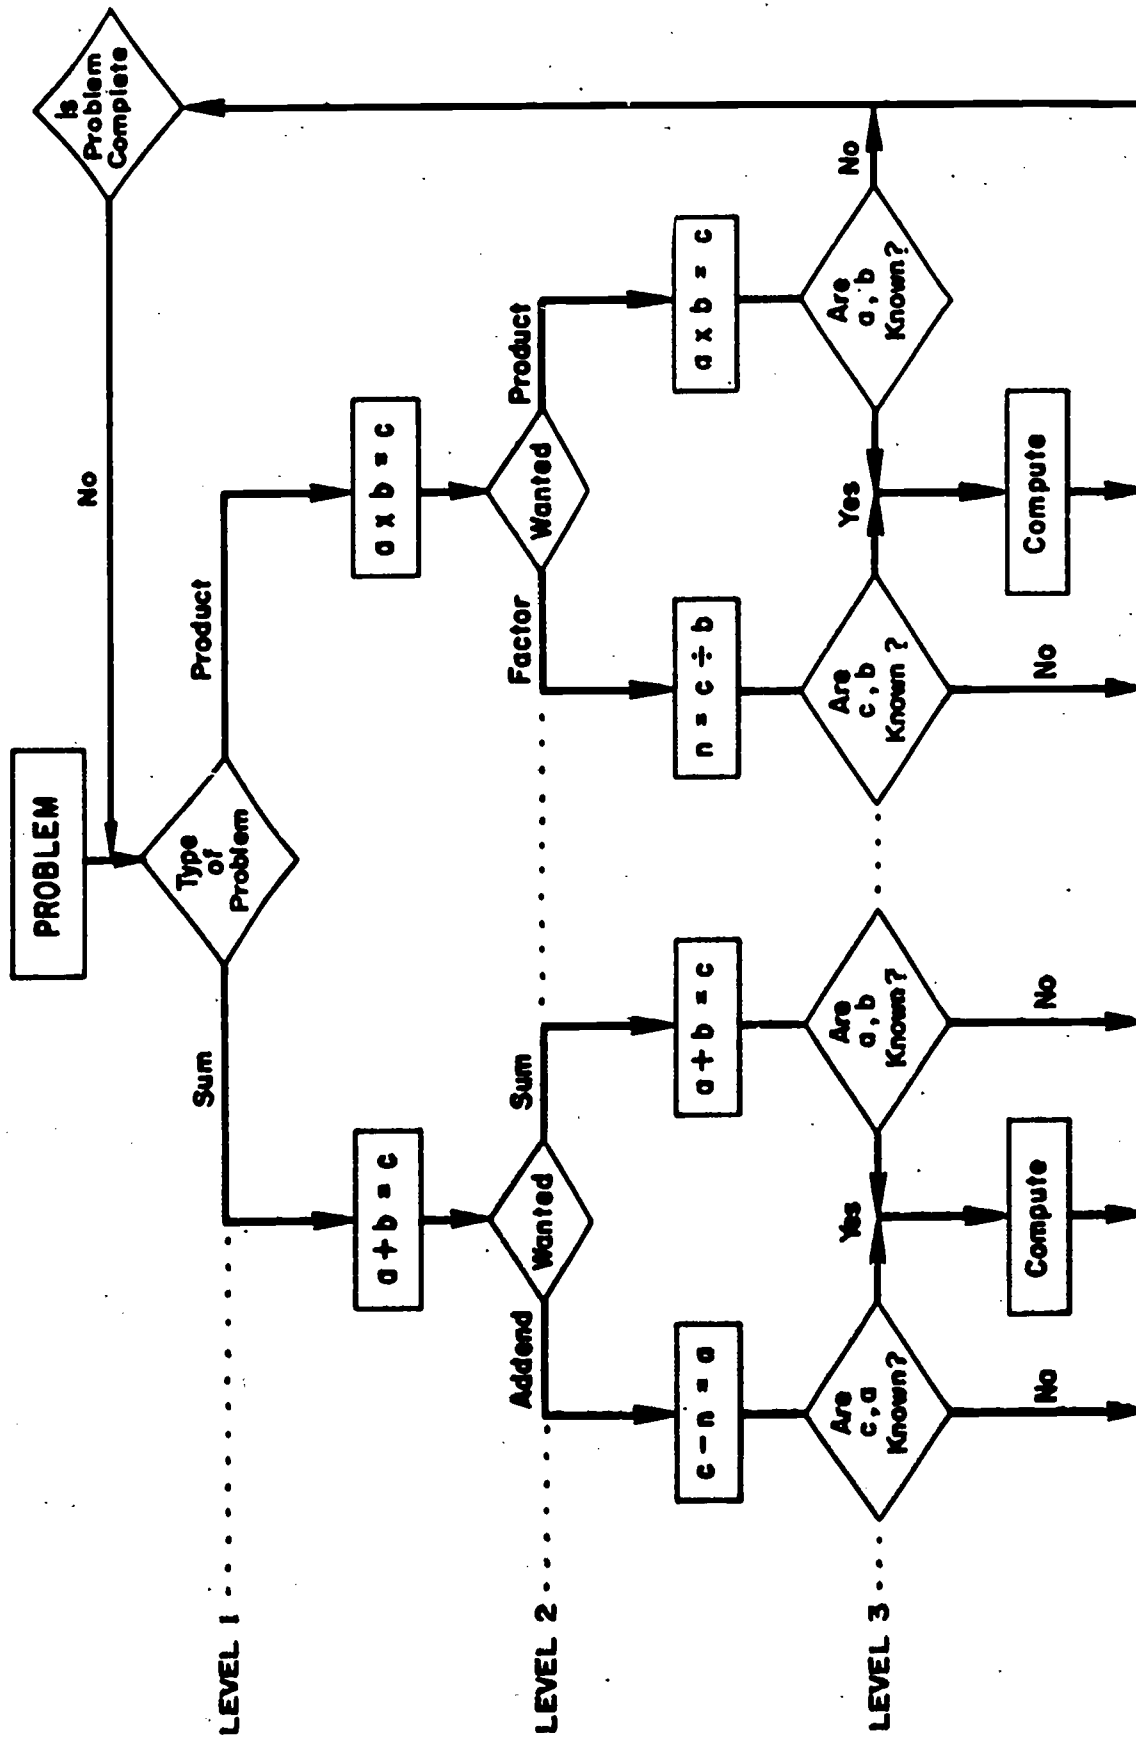 PROBLEM
Is
Problem
Complete
No
Type
of
Problem
Sum
Product
LEVEL 1
a + b = c
a x b = c
LEVEL 2
Addend
Wanted
Sum
Factor
Wanted
Product
c - n = a
a + b = c
n = c ÷ b
a x b = c
LEVEL 3
Are
c, a
Known?
Yes
Are
a, b
Known?
Are
c, b
Known ?
Yes
Are
a, b
Known?
No
No
Compute
No
No
Compute